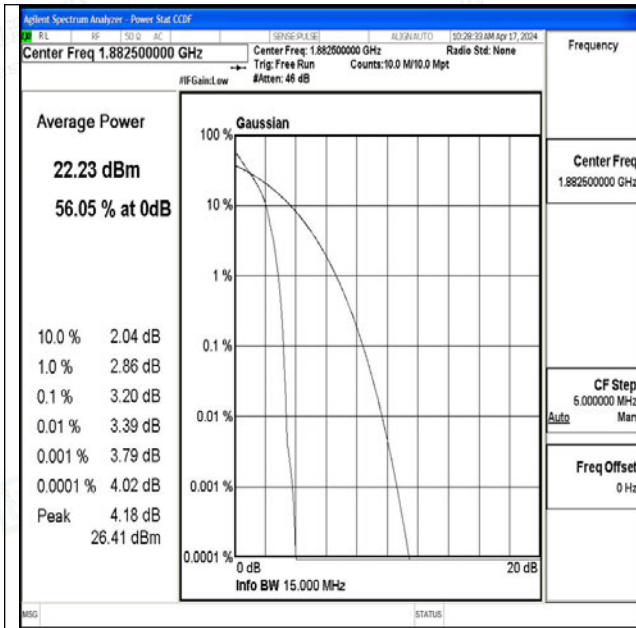 Agilent Spectrum Analyzer - Power Stat CCDF
RL RF 50 Ω AC SENSE:PULSE ALIGNAUTO 10:28:33 AM Apr 17, 2024
Center Freq 1.882500000 GHz
Center Freq: 1.882500000 GHz Radio Std: None
Trig: Free Run Counts:10.0 M/10.0 Mpt
#IFGain:Low #Atten: 46 dB
Frequency
Average Power
22.23 dBm
56.05 % at 0dB
10.0 % 2.04 dB
1.0 % 2.86 dB
0.1 % 3.20 dB
0.01 % 3.39 dB
0.001 % 3.79 dB
0.0001 % 4.02 dB
Peak 4.18 dB
26.41 dBm
Gaussian
100 %
10 %
1 %
0.1 %
0.01 %
0.001 %
0.0001 %
0 dB 20 dB
Info BW 15.000 MHz
Center Freq
1.882500000 GHz
CF Step
5.000000 MHz
Auto Man
Freq Offset
0 Hz
MSG STATUS